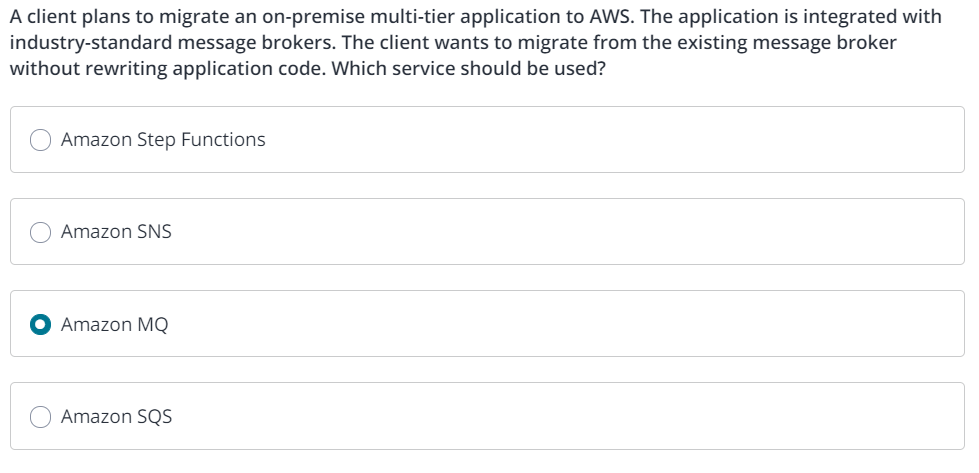 A client plans to migrate an on-premise multi-tier application to AWS. The application is integrated with
industry-standard message brokers. The client wants to migrate from the existing message broker
without rewriting application code. Which service should be used?
Amazon Step Functions
Amazon SNS
Amazon MQ
Amazon SQS